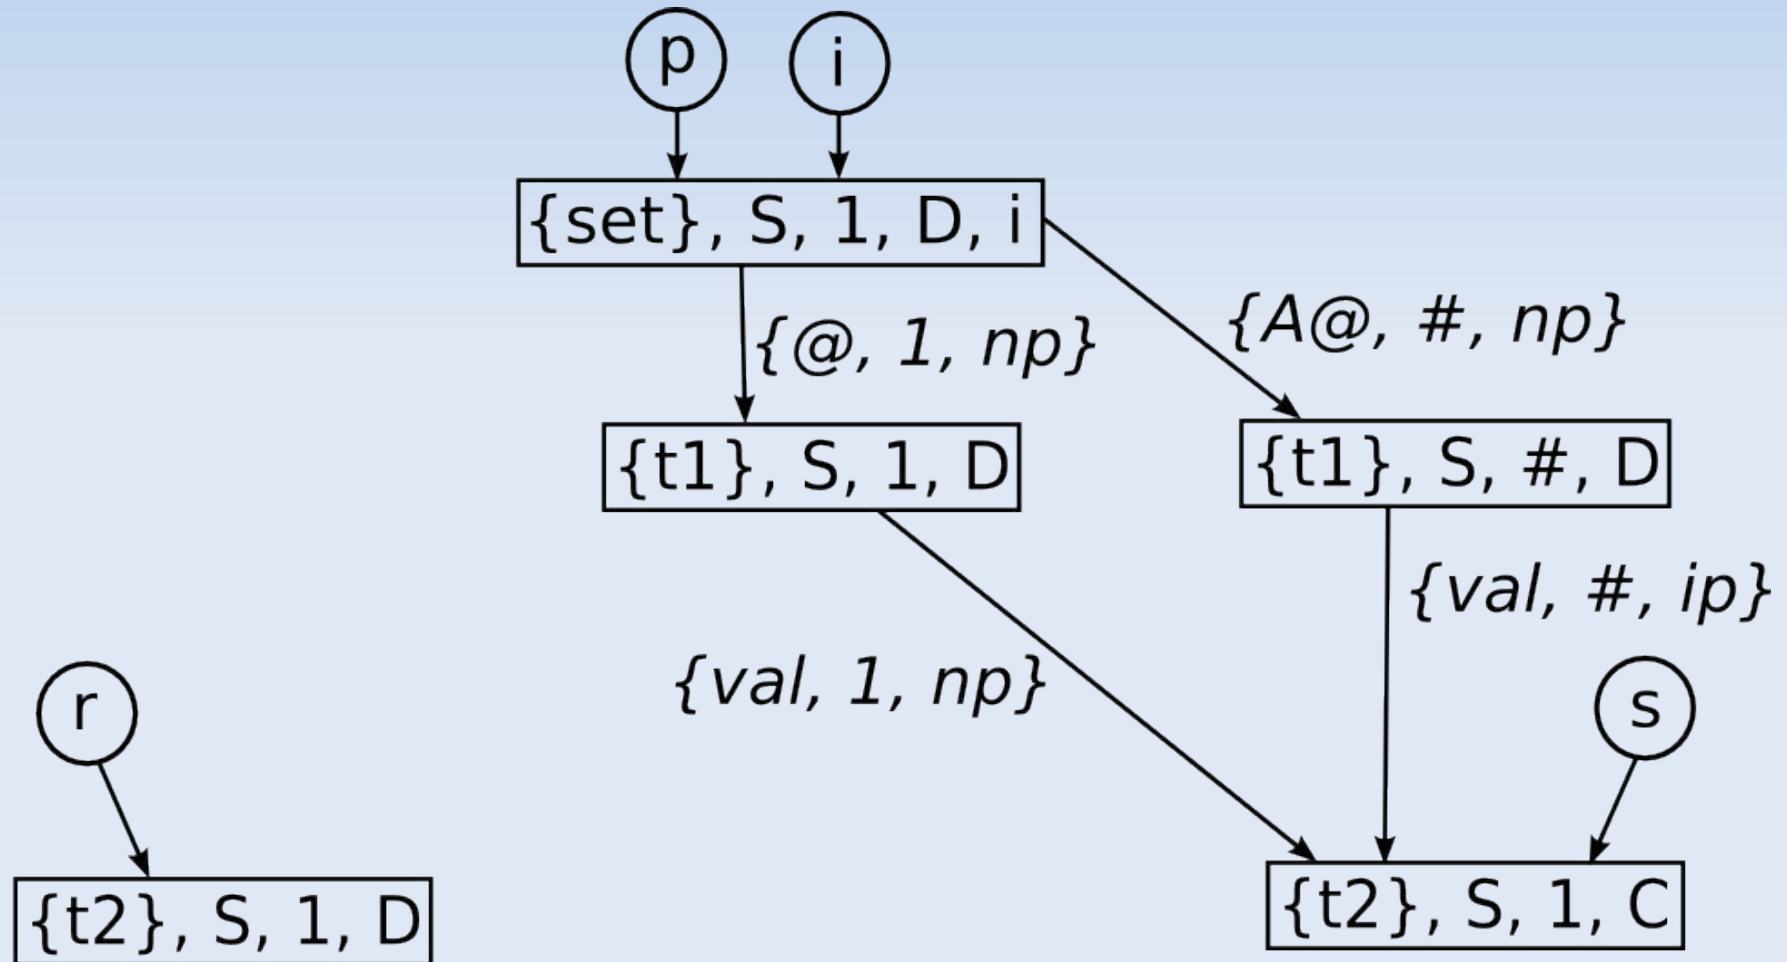 p
i
{set}, S, 1, D, i
{@, 1, np}
{A@, #, np}
{t1}, S, 1, D
{t1}, S, #, D
{val, #, ip}
{val, 1, np}
r
s
{t2}, S, 1, D
{t2}, S, 1, C